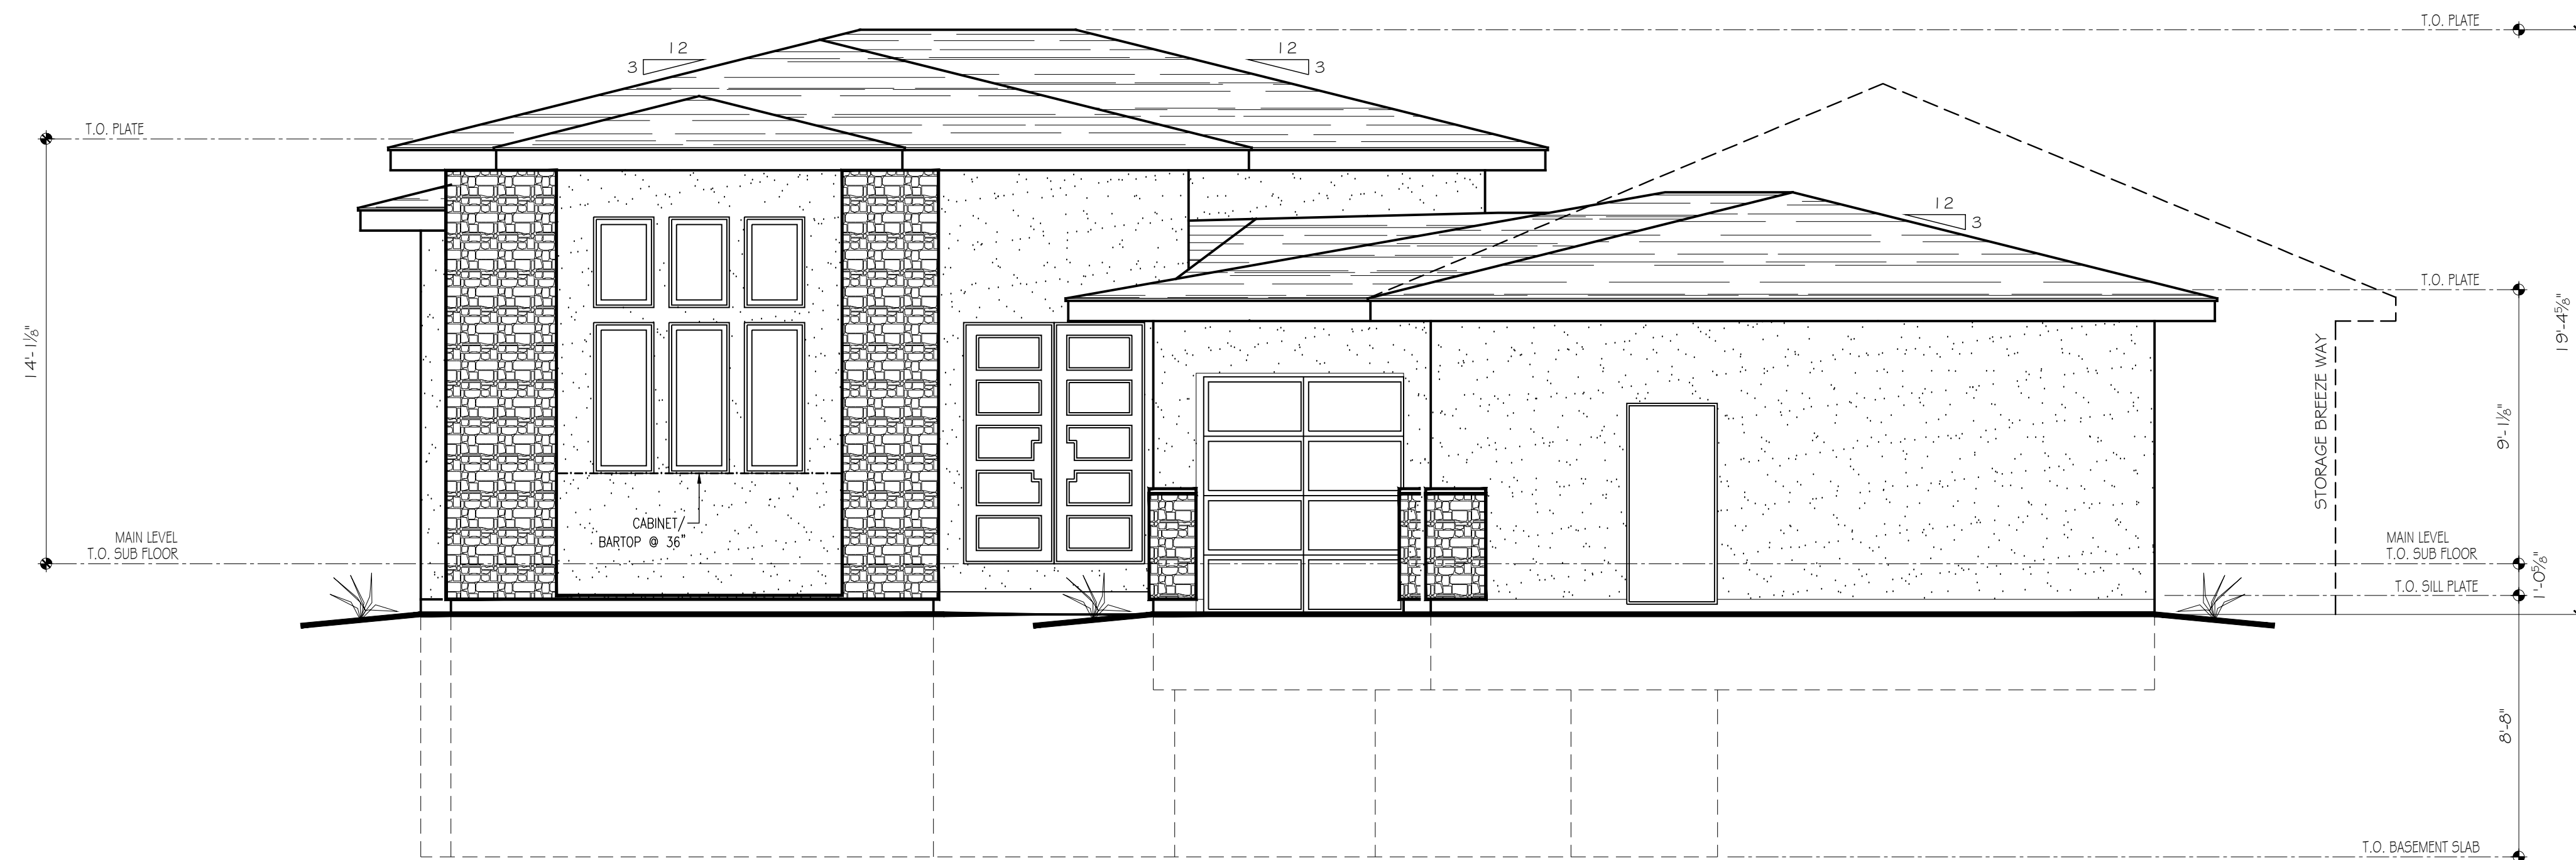 T.O. PLATE
12
3
12
3
T.O. PLATE
12
3
T.O. PLATE
14'-1⅛"
19'-4⅝"
9'-1⅛"
STORAGE BREEZE WAY
CABINET/
BARTOP @ 36"
MAIN LEVEL
T.O. SUB FLOOR
MAIN LEVEL
T.O. SUB FLOOR
1'-0⅝"
T.O. SILL PLATE
8'-8"
T.O. BASEMENT SLAB